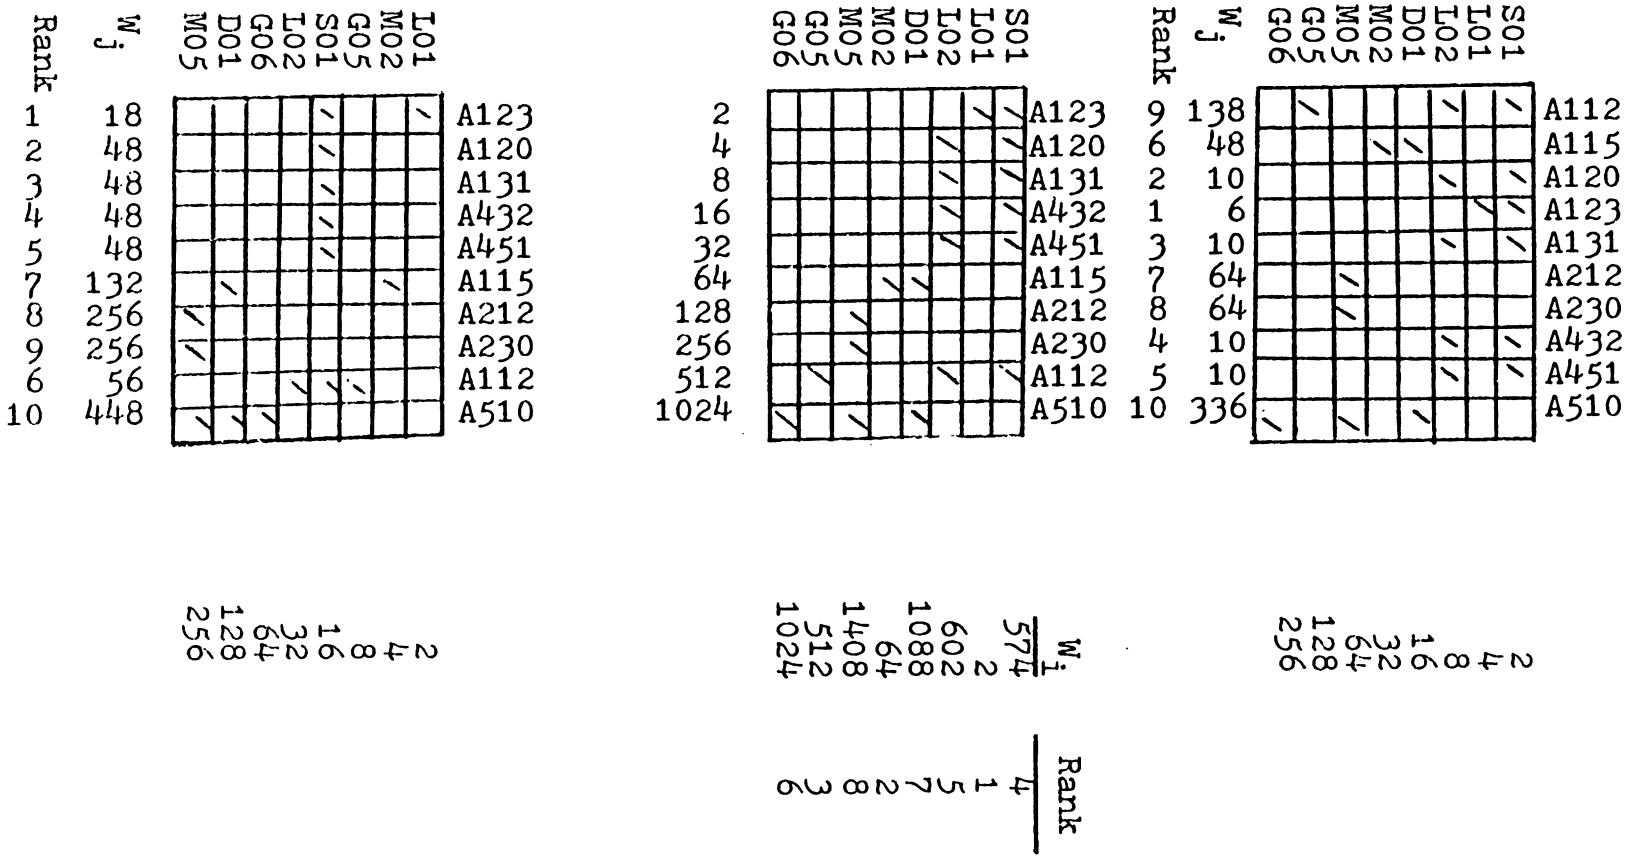 Rank Wj M05 D01 G06 L02 S01 G05 M02 L01
1 18 A123
2 48 A120
3 48 A131
4 48 A432
5 48 A451
7 132 A115
8 256 A212
9 256 A230
6 56 A112
10 448 A510
256 128 64 32 16 8 4 2
G06 G05 M05 M02 D01 L02 L01 S01
2 A123
4 A120
8 A131
16 A432
32 A451
64 A115
128 A212
256 A230
512 A112
1024 A510
1024 512 1408 64 1088 602 2 574 Wi
6 3 8 2 7 5 1 4 Rank
Rank Wj G06 G05 M05 M02 D01 L02 L01 S01
9 138 A112
6 48 A115
2 10 A120
1 6 A123
3 10 A131
7 64 A212
8 64 A230
4 10 A432
5 10 A451
10 336 A510
256 128 64 32 16 8 4 2